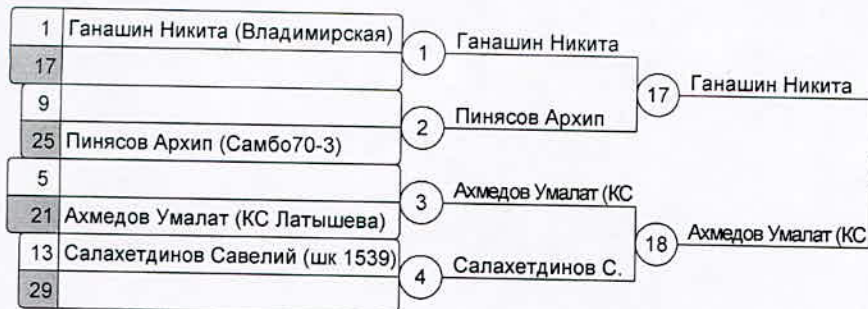 1 Ганашин Никита (Владимирская)
17
1 Ганашин Никита
9
25 Пинясов Архип (Самбо70-3)
2 Пинясов Архип
17 Ганашин Никита
5
21 Ахмедов Умалат (КС Латышева)
3 Ахмедов Умалат (КС
13 Салахетдинов Савелий (шк 1539)
29
4 Салахетдинов С.
18 Ахмедов Умалат (КС